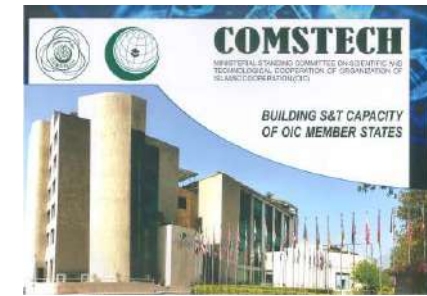 COMSTECH
MINISTERIAL STANDING COMMITTEE ON SCIENTIFIC AND
TECHNOLOGICAL COOPERATION OF ORGANIZATION OF
ISLAMIC COOPERATION (OIC)
BUILDING S&T CAPACITY
OF OIC MEMBER STATES